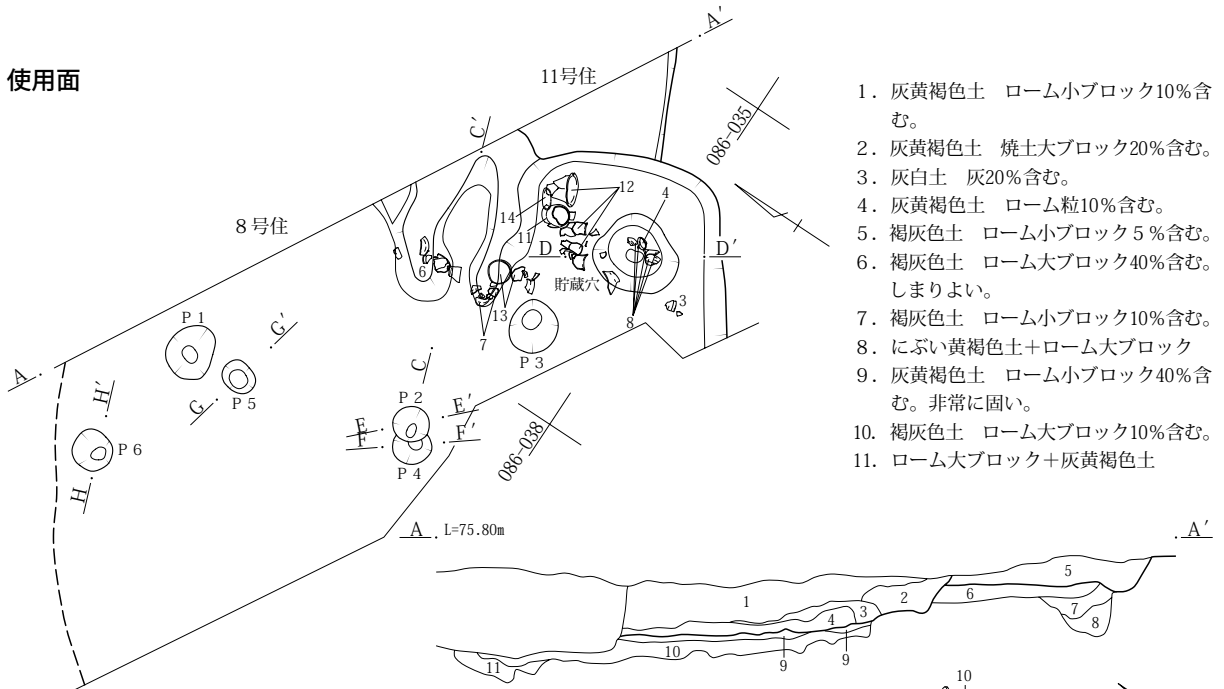 使用面
A′
11号住
C′
086-035
8号住
12
4
14
11
D
D′
6
貯蔵穴
13
3
8
7
P 1
G′
P 3
A
C
H′
G
P 5
P 2
E
E′
F
F′
P 6
P 4
086-038
H
1．灰黄褐色土　ローム小ブロック10％含
む。
2．灰黄褐色土　焼土大ブロック20％含む。
3．灰白土　灰20％含む。
4．灰黄褐色土　ローム粒10％含む。
5．褐灰色土　ローム小ブロック５％含む。
6．褐灰色土　ローム大ブロック40％含む。
しまりよい。
7．褐灰色土　ローム小ブロック10％含む。
8．にぶい黄褐色土＋ローム大ブロック
9．灰黄褐色土　ローム小ブロック40％含
む。非常に固い。
10．褐灰色土　ローム大ブロック10％含む。
11．ローム大ブロック＋灰黄褐色土
A
L=75.80m
A′
5
1
2
6
3
4
7
8
10
9
9
11
10